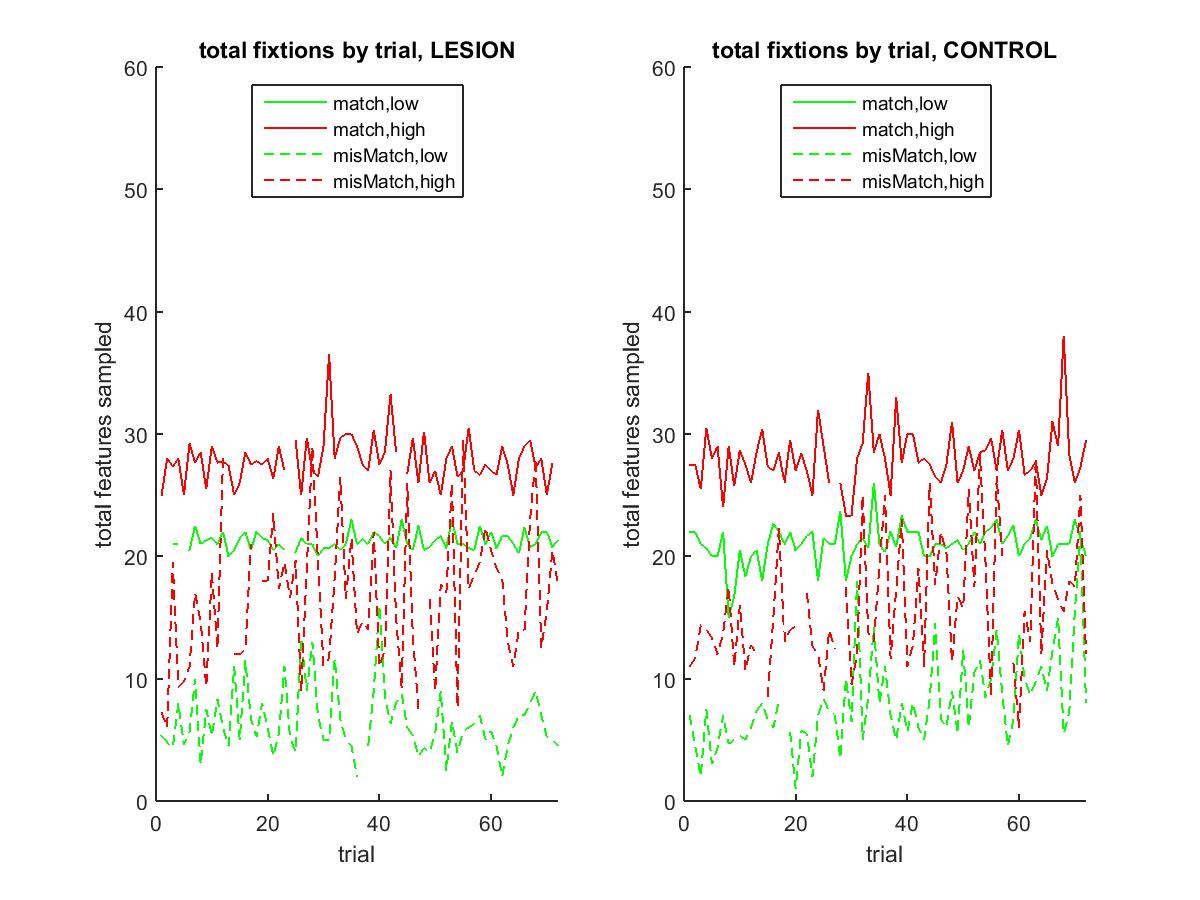 total fixtions by trial, LESION
match,low
match,high
misMatch,low
misMatch,high
total features sampled
60
50
40
30
20
10
0
0 20 40 60
trial
total fixtions by trial, CONTROL
match,low
match,high
misMatch,low
misMatch,high
total features sampled
60
50
40
30
20
10
0
0 20 40 60
trial